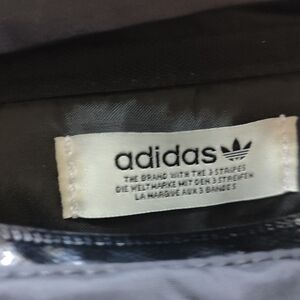 adidas
THE BRAND WITH THE 3 STRIPES
DIE WELTMARKE MIT DEN 3 STREIFEN
LA MARQUE AUX 3 BANDES